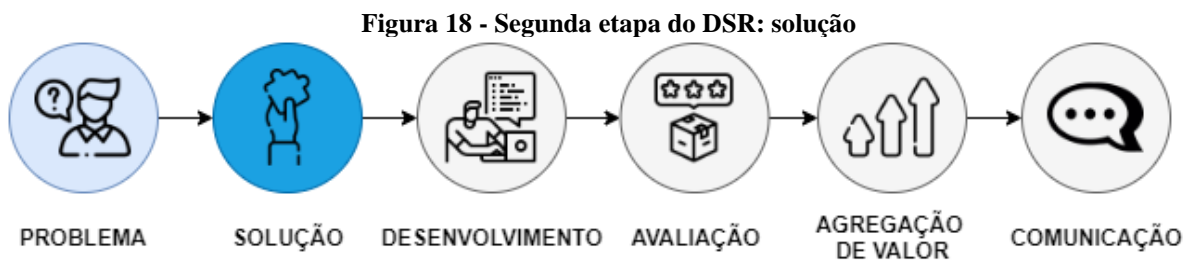 Figura 18 - Segunda etapa do DSR: solução
?
PROBLEMA
SOLUÇÃO
DESENVOLVIMENTO
AVALIAÇÃO
AGREGAÇÃO
DE VALOR
COMUNICAÇÃO